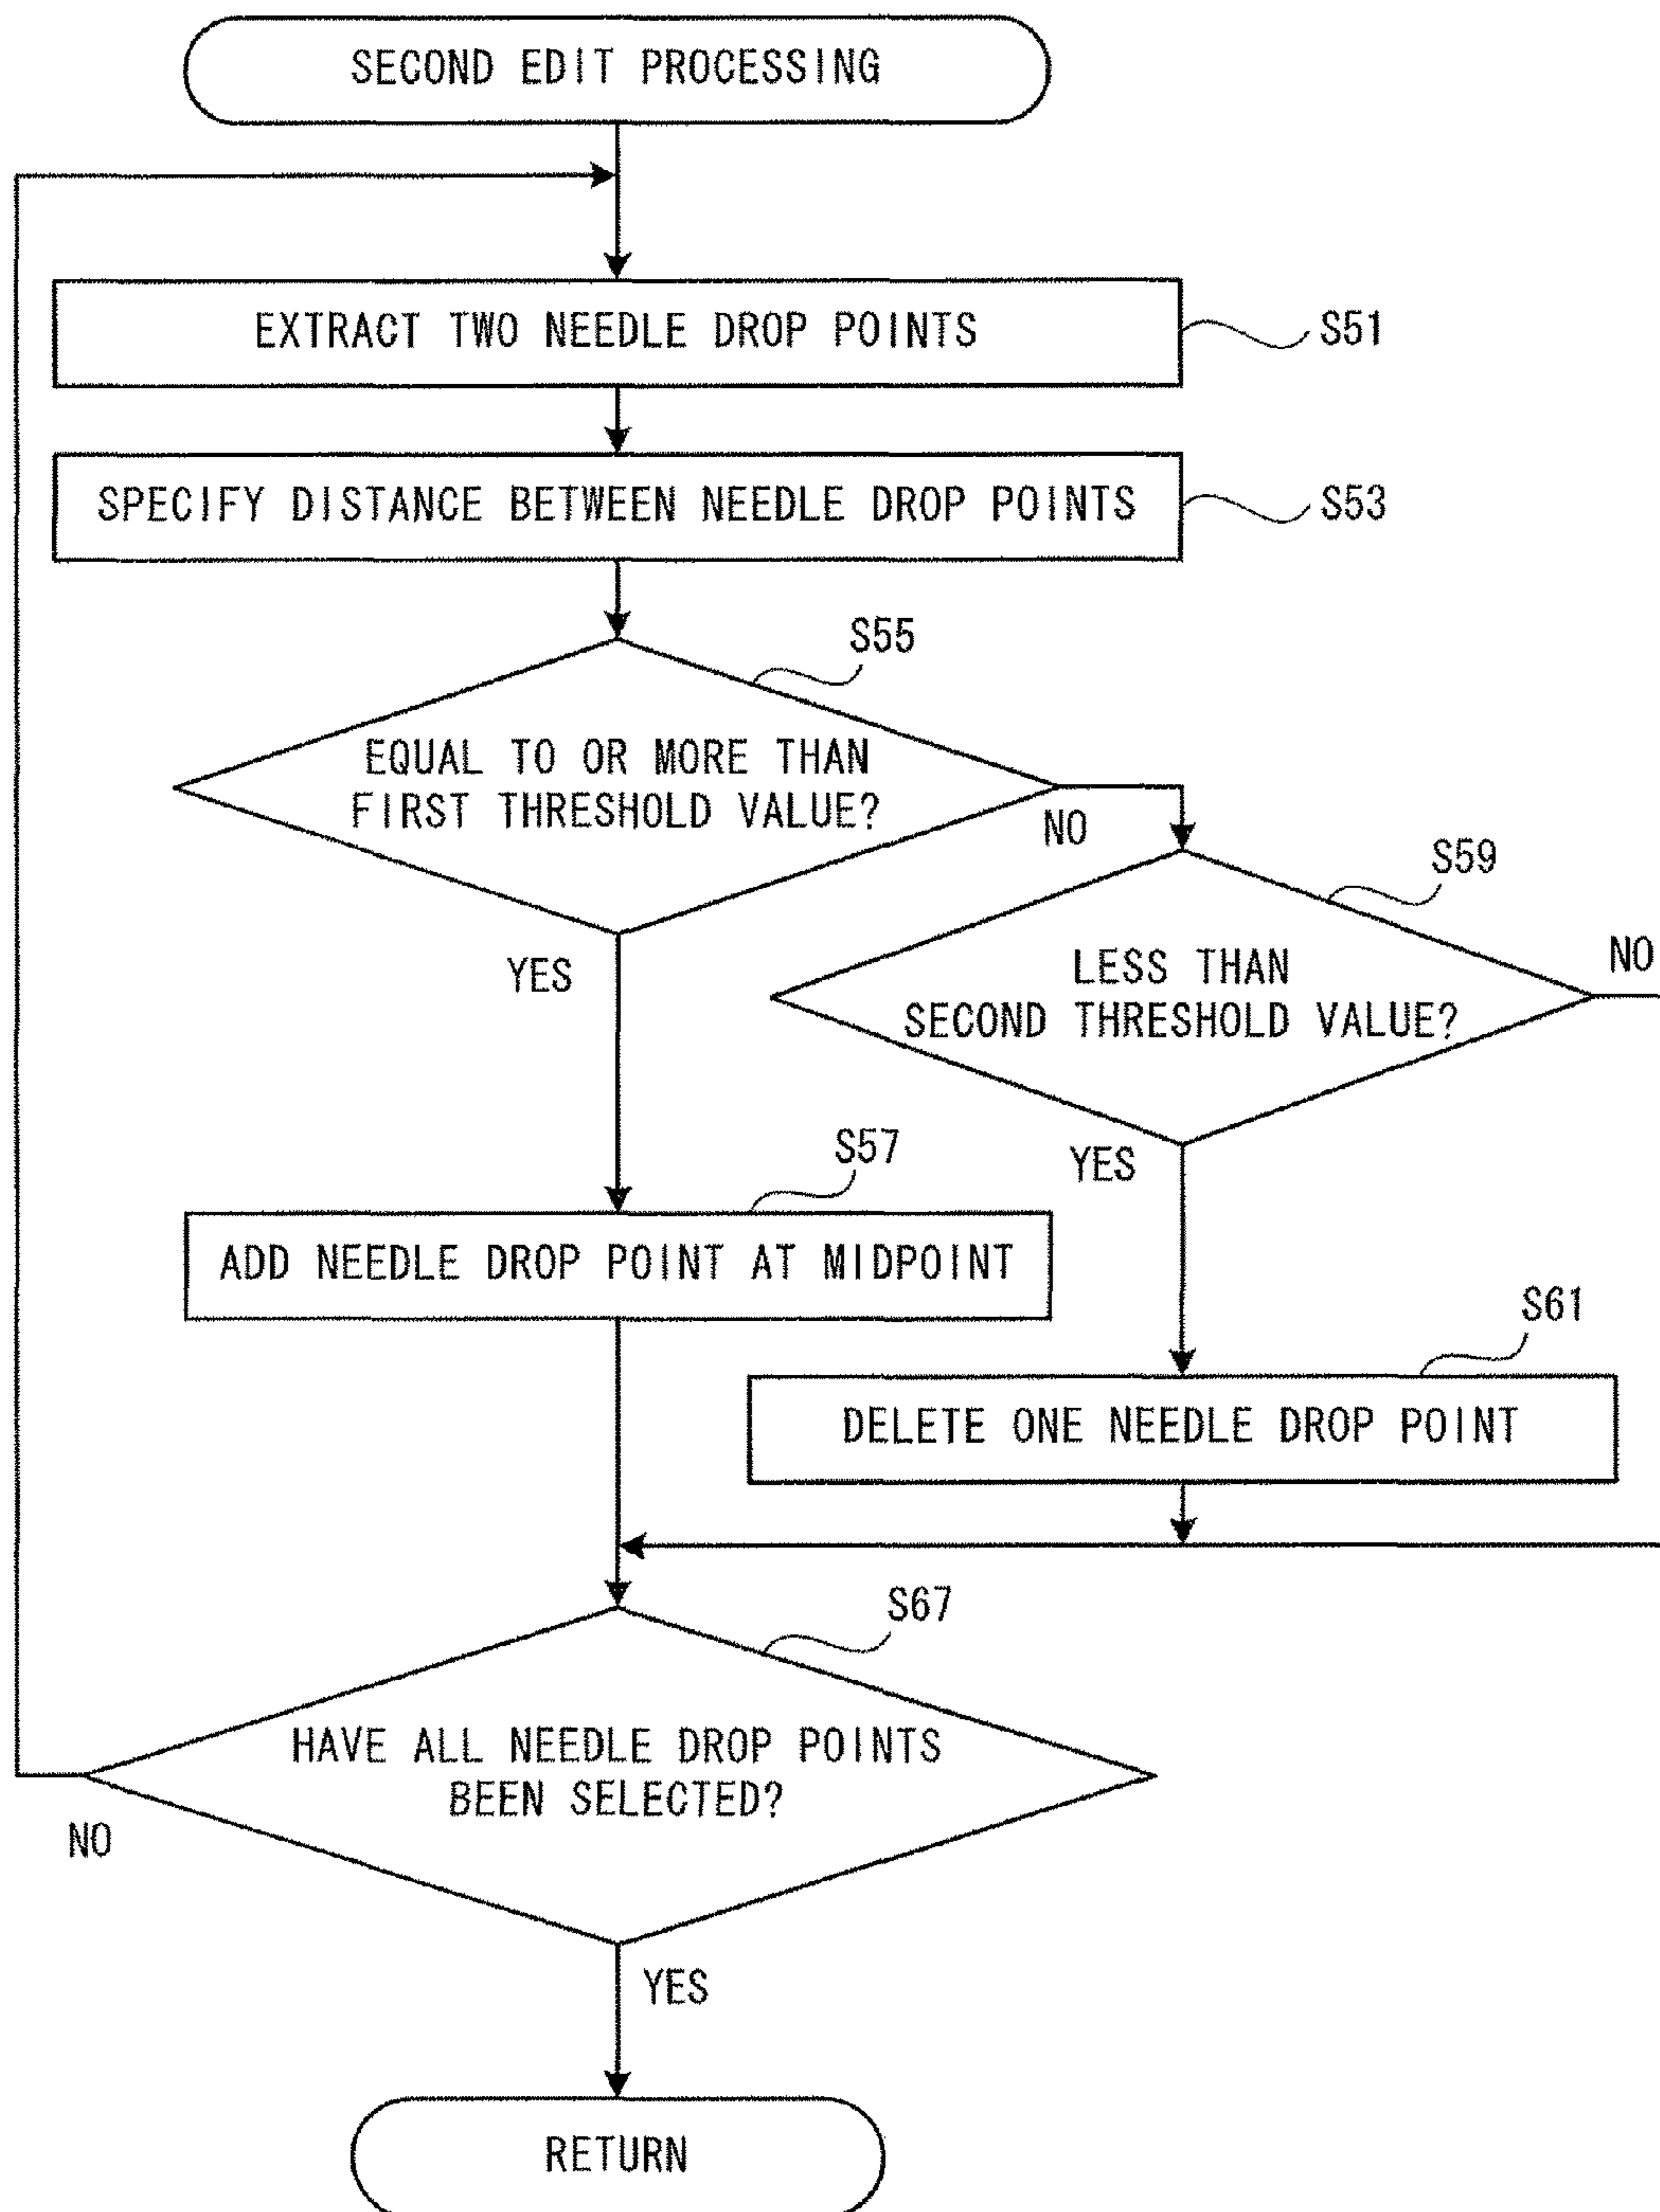 SECOND EDIT PROCESSING
EXTRACT TWO NEEDLE DROP POINTS
S51
SPECIFY DISTANCE BETWEEN NEEDLE DROP POINTS
S53
S55
EQUAL TO OR MORE THAN
FIRST THRESHOLD VALUE?
NO
YES
S59
LESS THAN
SECOND THRESHOLD VALUE?
NO
YES
S57
ADD NEEDLE DROP POINT AT MIDPOINT
S61
DELETE ONE NEEDLE DROP POINT
S67
HAVE ALL NEEDLE DROP POINTS
BEEN SELECTED?
NO
YES
RETURN